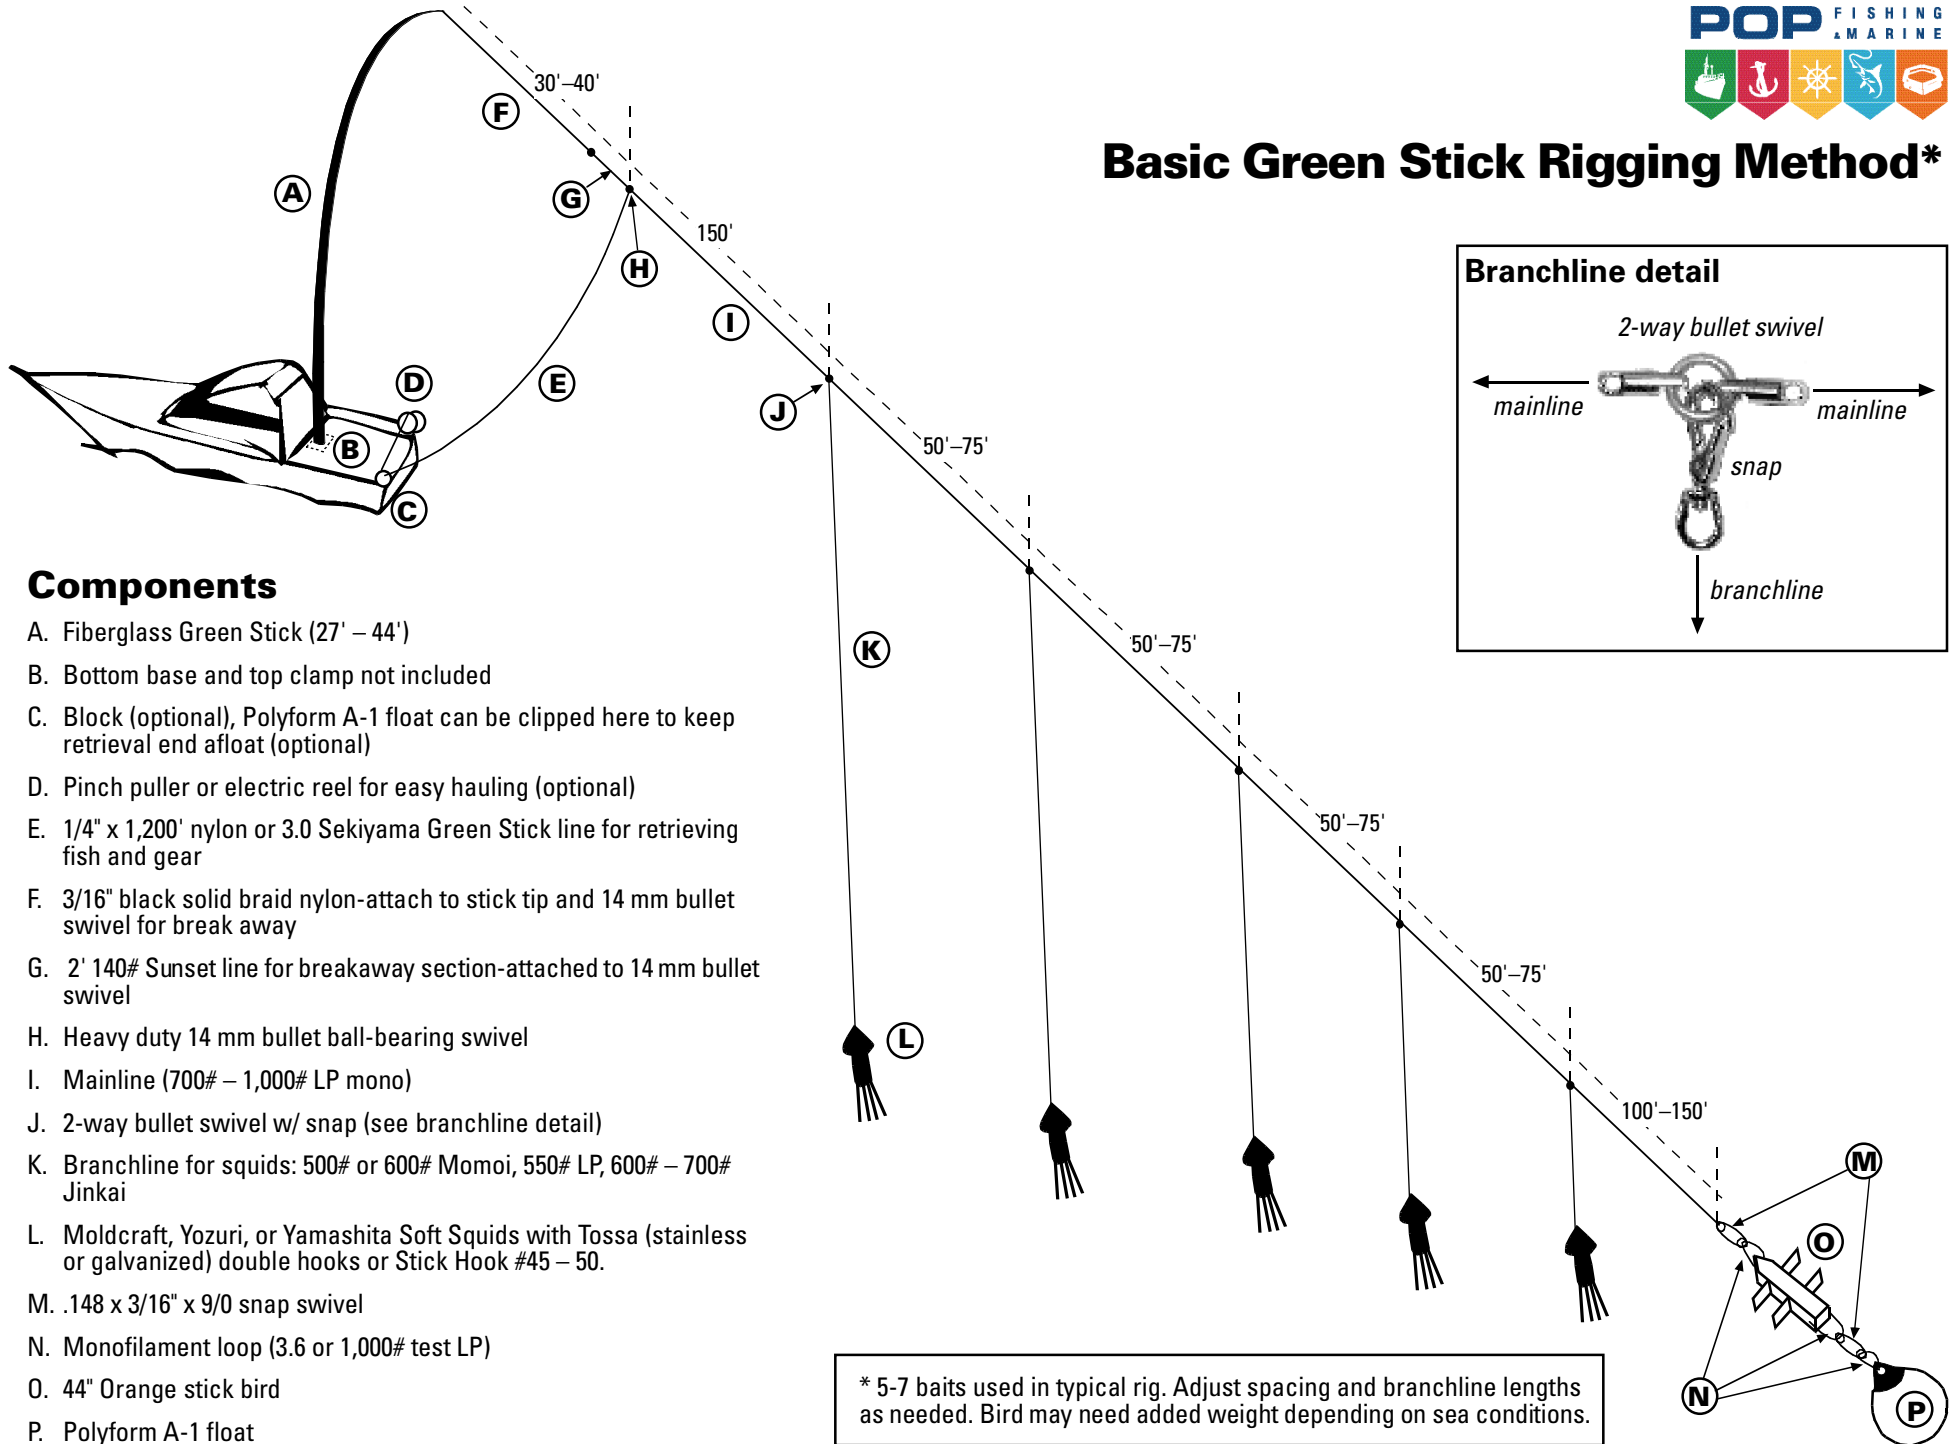 POP FISHING
& MARINE
Basic Green Stick Rigging Method*
30'–40'
F
A
G
150'
H
I
D
E
J
B
C
50'–75'
K
50'–75'
50'–75'
50'–75'
L
100'–150'
M
O
N
P
Branchline detail
2-way bullet swivel
mainline
mainline
snap
branchline
Components
A. Fiberglass Green Stick (27' – 44')
B. Bottom base and top clamp not included
C. Block (optional), Polyform A-1 float can be clipped here to keep
retrieval end afloat (optional)
D. Pinch puller or electric reel for easy hauling (optional)
E. 1/4" x 1,200' nylon or 3.0 Sekiyama Green Stick line for retrieving
fish and gear
F. 3/16" black solid braid nylon-attach to stick tip and 14 mm bullet
swivel for break away
G. 2' 140# Sunset line for breakaway section-attached to 14 mm bullet
swivel
H. Heavy duty 14 mm bullet ball-bearing swivel
I. Mainline (700# – 1,000# LP mono)
J. 2-way bullet swivel w/ snap (see branchline detail)
K. Branchline for squids: 500# or 600# Momoi, 550# LP, 600# – 700#
Jinkai
L. Moldcraft, Yozuri, or Yamashita Soft Squids with Tossa (stainless
or galvanized) double hooks or Stick Hook #45 – 50.
M. .148 x 3/16" x 9/0 snap swivel
N. Monofilament loop (3.6 or 1,000# test LP)
O. 44" Orange stick bird
P. Polyform A-1 float
* 5-7 baits used in typical rig. Adjust spacing and branchline lengths
as needed. Bird may need added weight depending on sea conditions.